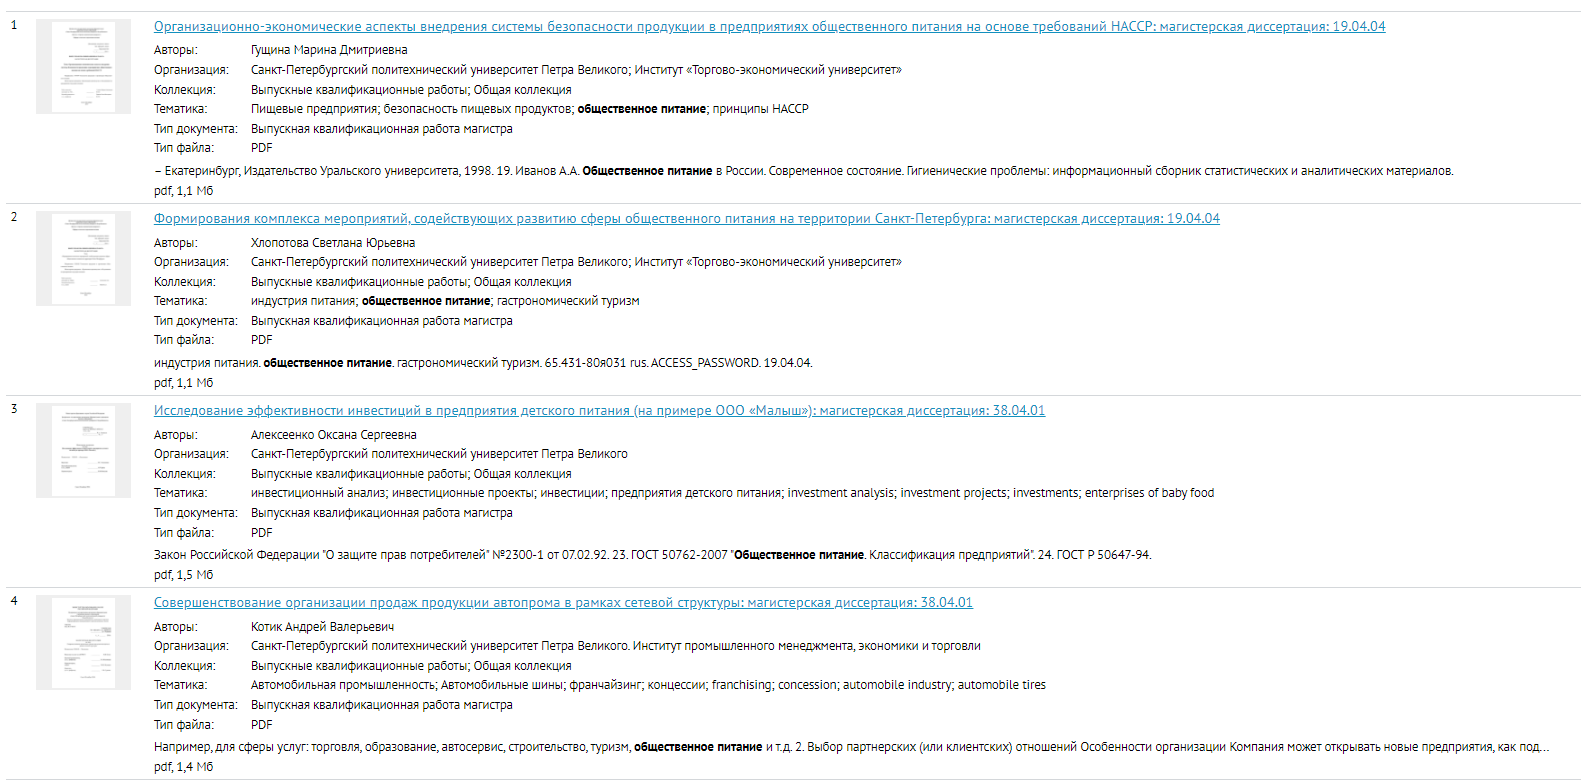 1
Организационно-экономические аспекты внедрения системы безопасности продукции в предприятиях общественного питания на основе требований НАССР: магистерская диссертация: 19.04.04
Авторы: Гущина Марина Дмитриевна
Организация: Санкт-Петербургский политехнический университет Петра Великого; Институт «Торгово-экономический университет»
Коллекция: Выпускные квалификационные работы; Общая коллекция
Тематика: Пищевые предприятия; безопасность пищевых продуктов; общественное питание; принципы НАССР
Тип документа: Выпускная квалификационная работа магистра
Тип файла: PDF
– Екатеринбург, Издательство Уральского университета, 1998. 19. Иванов А.А. Общественное питание в России. Современное состояние. Гигиенические проблемы: информационный сборник статистических и аналитических материалов.
pdf, 1,1 Мб
2
Формирования комплекса мероприятий, содействующих развитию сферы общественного питания на территории Санкт-Петербурга: магистерская диссертация: 19.04.04
Авторы: Хлопотова Светлана Юрьевна
Организация: Санкт-Петербургский политехнический университет Петра Великого; Институт «Торгово-экономический университет»
Коллекция: Выпускные квалификационные работы; Общая коллекция
Тематика: индустрия питания; общественное питание; гастрономический туризм
Тип документа: Выпускная квалификационная работа магистра
Тип файла: PDF
индустрия питания. общественное питание. гастрономический туризм. 65.431-80я031 rus. ACCESS_PASSWORD. 19.04.04.
pdf, 1,1 Мб
3
Исследование эффективности инвестиций в предприятия детского питания (на примере ООО «Малыш»): магистерская диссертация: 38.04.01
Авторы: Алексеенко Оксана Сергеевна
Организация: Санкт-Петербургский политехнический университет Петра Великого
Коллекция: Выпускные квалификационные работы; Общая коллекция
Тематика: инвестиционный анализ; инвестиционные проекты; инвестиции; предприятия детского питания; investment analysis; investment projects; investments; enterprises of baby food
Тип документа: Выпускная квалификационная работа магистра
Тип файла: PDF
Закон Российской Федерации "О защите прав потребителей" №2300-1 от 07.02.92. 23. ГОСТ 50762-2007 "Общественное питание. Классификация предприятий". 24. ГОСТ Р 50647-94.
pdf, 1,5 Мб
4
Совершенствование организации продаж продукции автопрома в рамках сетевой структуры: магистерская диссертация: 38.04.01
Авторы: Котик Андрей Валерьевич
Организация: Санкт-Петербургский политехнический университет Петра Великого. Институт промышленного менеджмента, экономики и торговли
Коллекция: Выпускные квалификационные работы; Общая коллекция
Тематика: Автомобильная промышленность; Автомобильные шины; франчайзинг; концессии; franchising; concession; automobile industry; automobile tires
Тип документа: Выпускная квалификационная работа магистра
Тип файла: PDF
Например, для сферы услуг: торговля, образование, автосервис, строительство, туризм, общественное питание и т.д. 2. Выбор партнерских (или клиентских) отношений Особенности организации Компания может открывать новые предприятия, как под...
pdf, 1,4 Мб